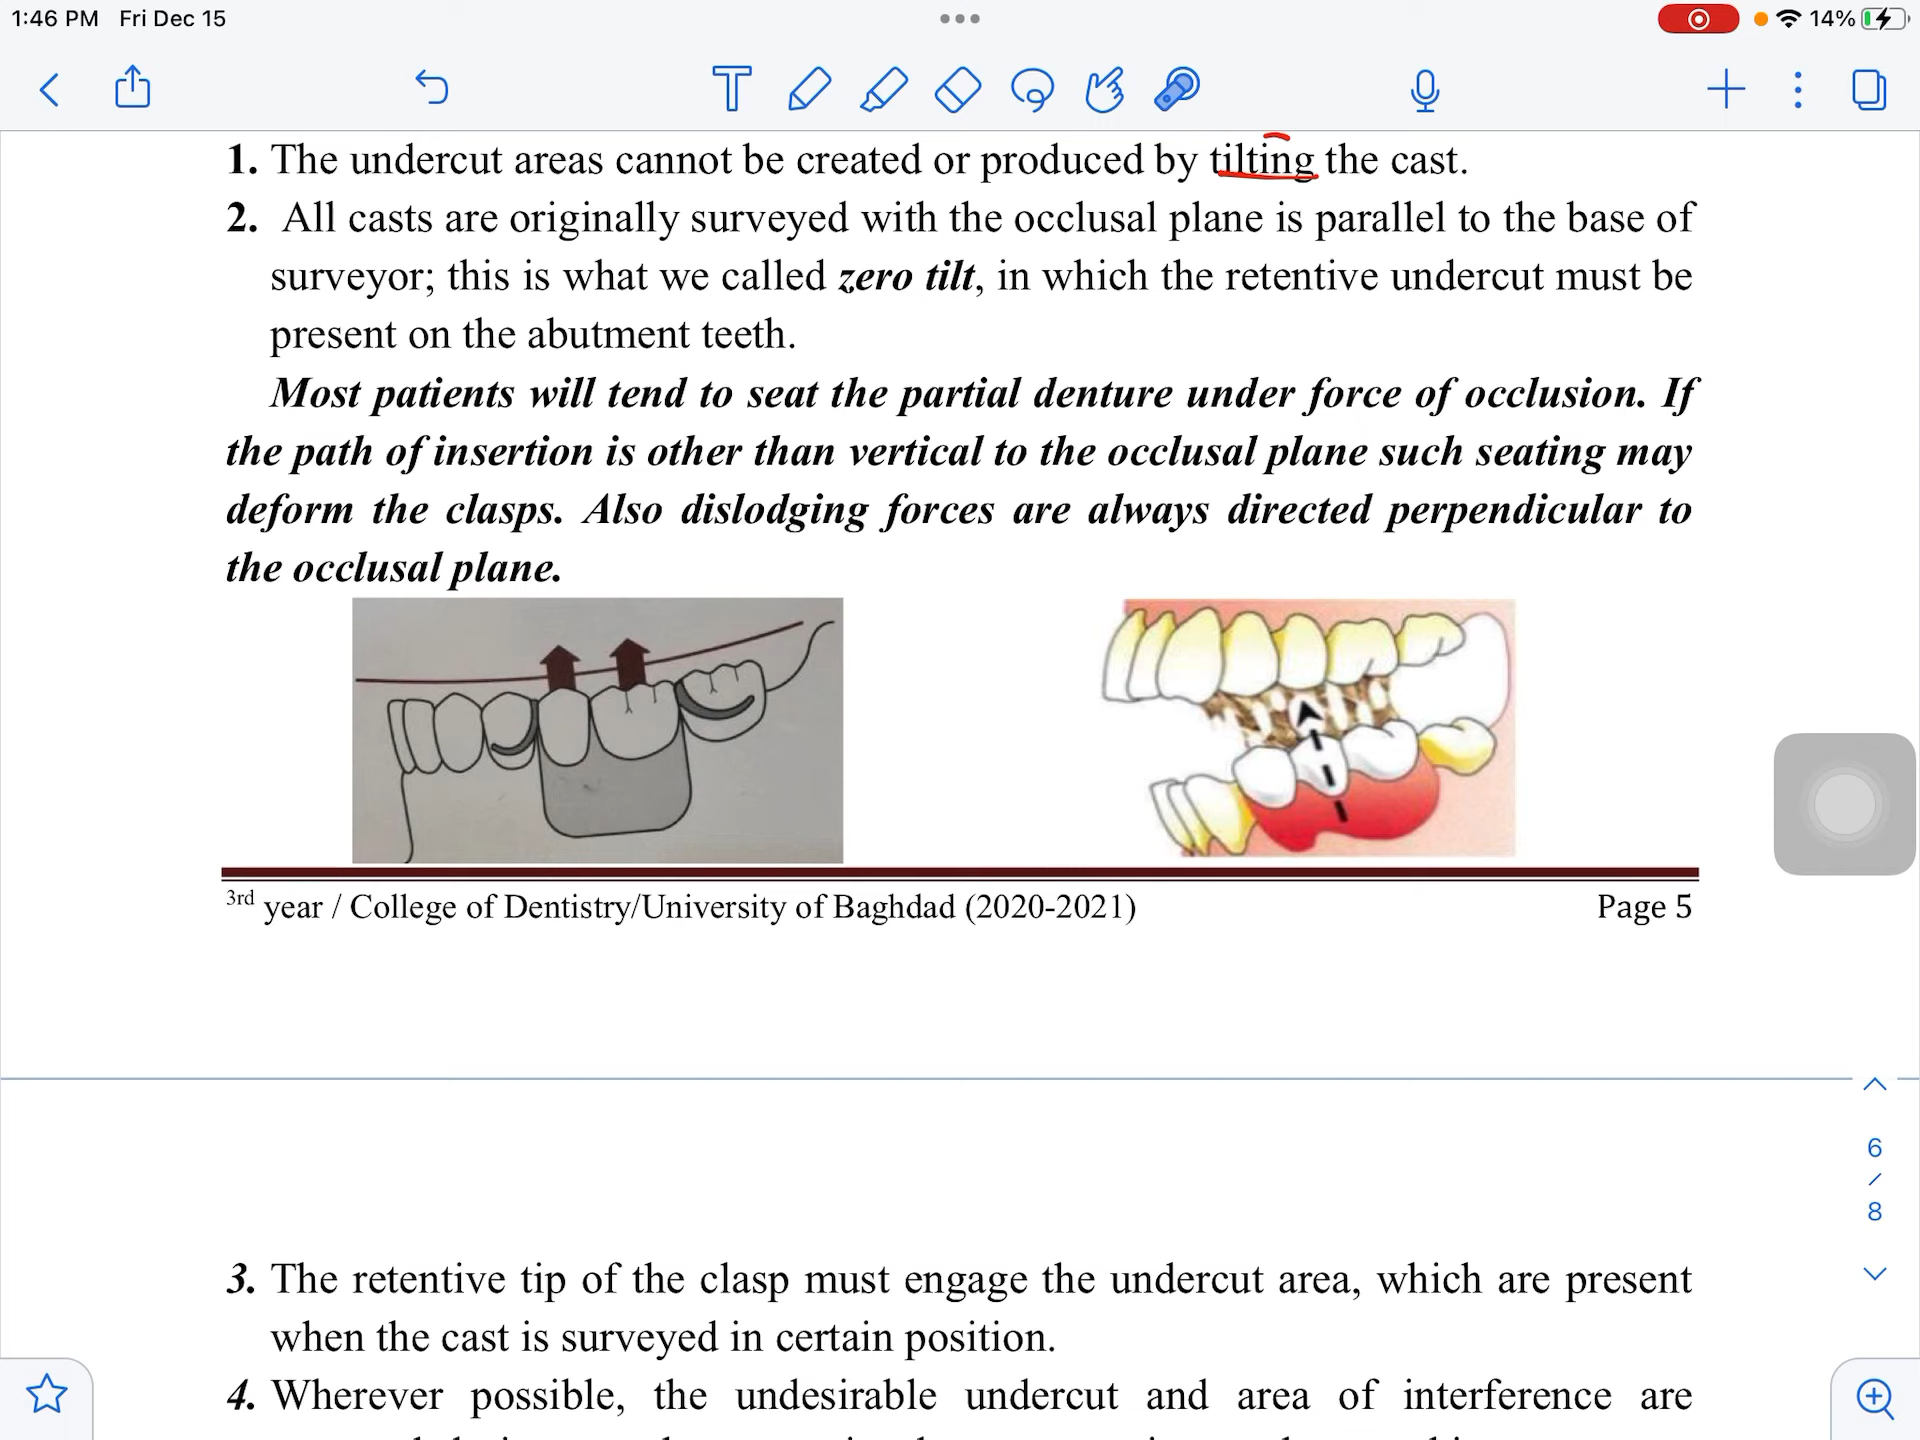 1:46 PM Fri Dec 15
14%
1. The undercut areas cannot be created or produced by tilting the cast.
2. All casts are originally surveyed with the occlusal plane is parallel to the base of
surveyor; this is what we called zero tilt, in which the retentive undercut must be
present on the abutment teeth.
Most patients will tend to seat the partial denture under force of occlusion. If
the path of insertion is other than vertical to the occlusal plane such seating may
deform the clasps. Also dislodging forces are always directed perpendicular to
the occlusal plane.
3rd year / College of Dentistry/University of Baghdad (2020-2021) Page 5
6
/
8
3. The retentive tip of the clasp must engage the undercut area, which are present
when the cast is surveyed in certain position.
4. Wherever possible, the undesirable undercut and area of interference are